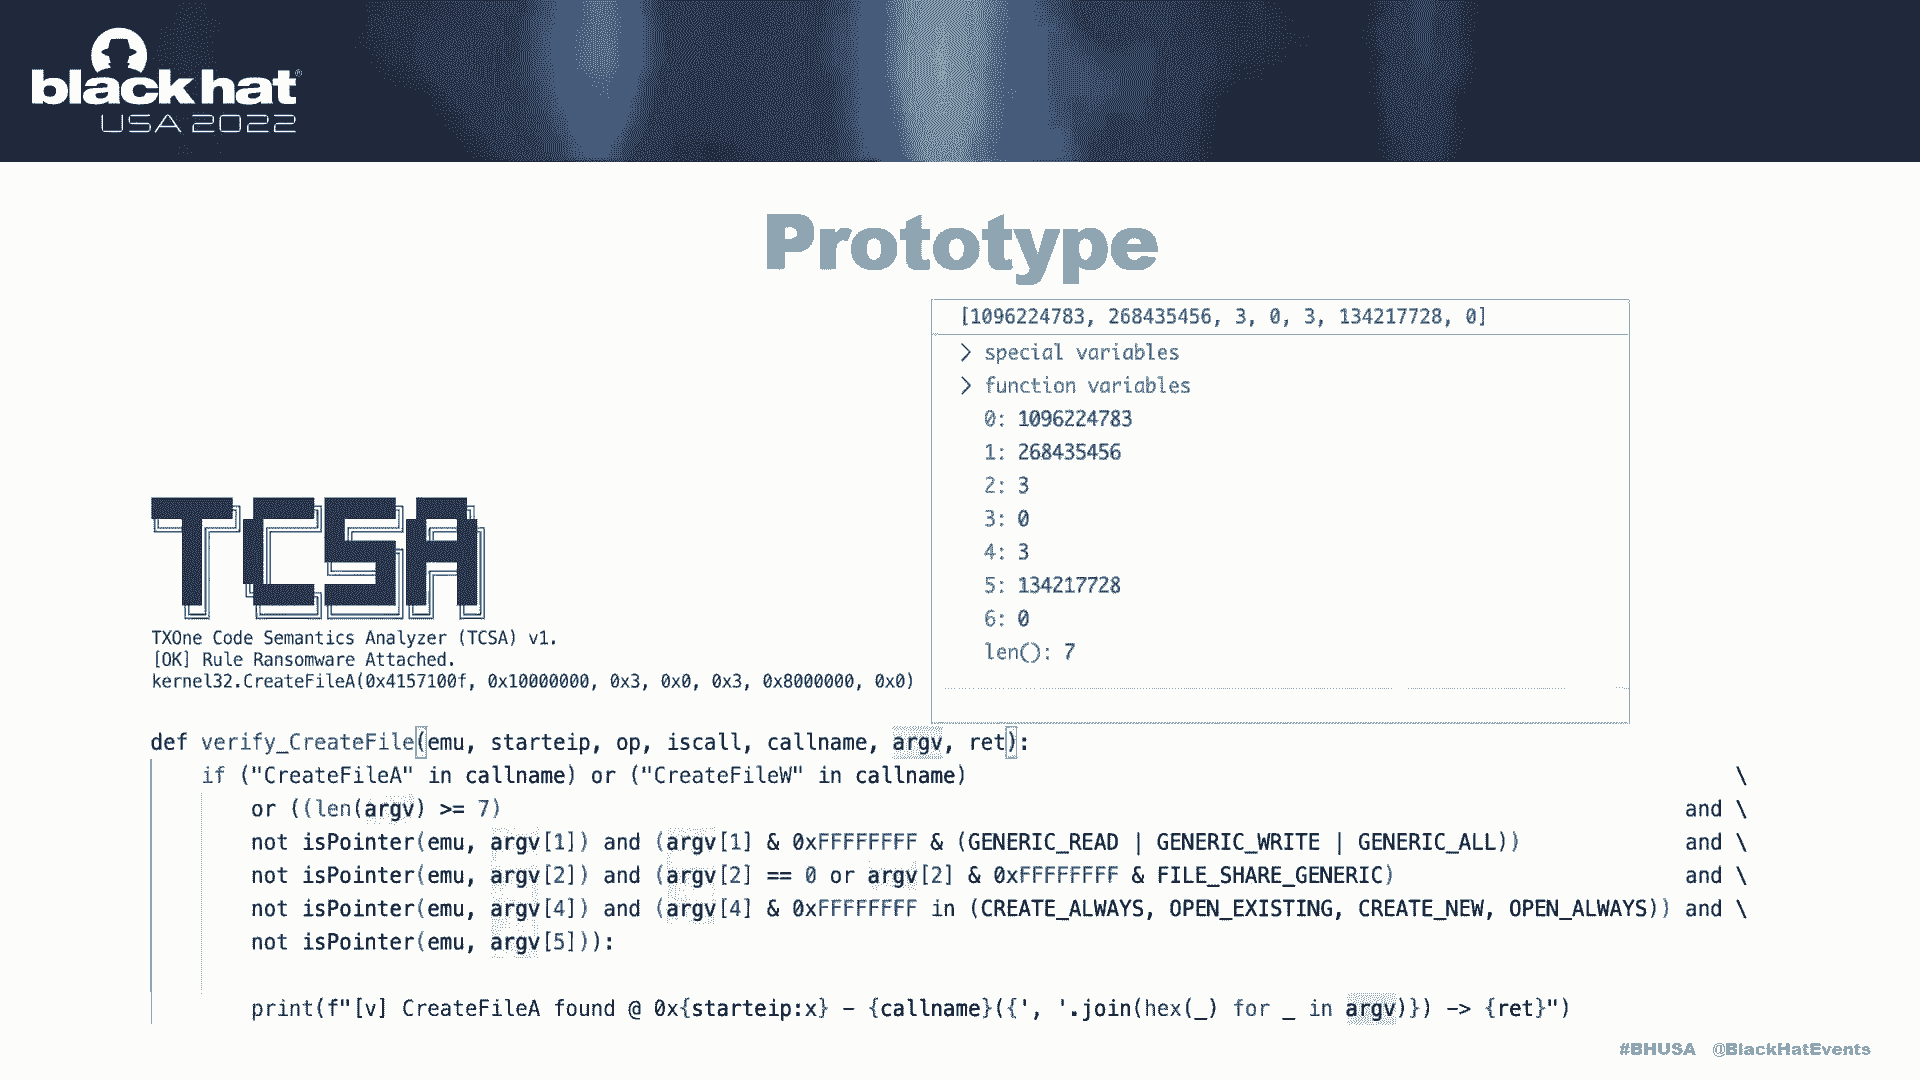 black hat®
USA 2022
Prototype
[1096224783, 268435456, 3, 0, 3, 134217728, 0]
> special variables
> function variables
0: 1096224783
1: 268435456
2: 3
3: 0
4: 3
5: 134217728
6: 0
len(): 7
TCSA
TXOne Code Semantics Analyzer (TCSA) v1.
[OK] Rule Ransomware Attached.
kernel32.CreateFileA(0x4157100f, 0x10000000, 0x3, 0x0, 0x3, 0x8000000, 0x0)
def verify_CreateFile(emu, starteip, op, iscall, callname, argv, ret):
if ("CreateFileA" in callname) or ("CreateFileW" in callname) \
or ((len(argv) >= 7) and \
not isPointer(emu, argv[1]) and (argv[1] & 0xFFFFFFFF & (GENERIC_READ | GENERIC_WRITE | GENERIC_ALL)) and \
not isPointer(emu, argv[2]) and (argv[2] == 0 or argv[2] & 0xFFFFFFFF & FILE_SHARE_GENERIC) and \
not isPointer(emu, argv[4]) and (argv[4] & 0xFFFFFFFF in (CREATE_ALWAYS, OPEN_EXISTING, CREATE_NEW, OPEN_ALWAYS)) and \
not isPointer(emu, argv[5])):
print(f"[v] CreateFileA found @ 0x{starteip:x} - {callname}({', '.join(hex(_) for _ in argv)}) -> {ret}")
#BHUSA @BlackHatEvents